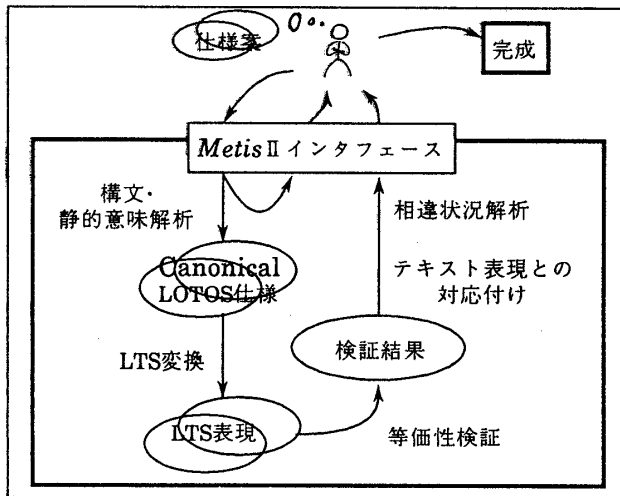 仕様案
完成
Metis II インタフェース
構文・
静的意味解析
相違状況解析
Canonical
LOTOS仕様
テキスト表現との
対応付け
検証結果
LTS変換
LTS表現
等価性検証